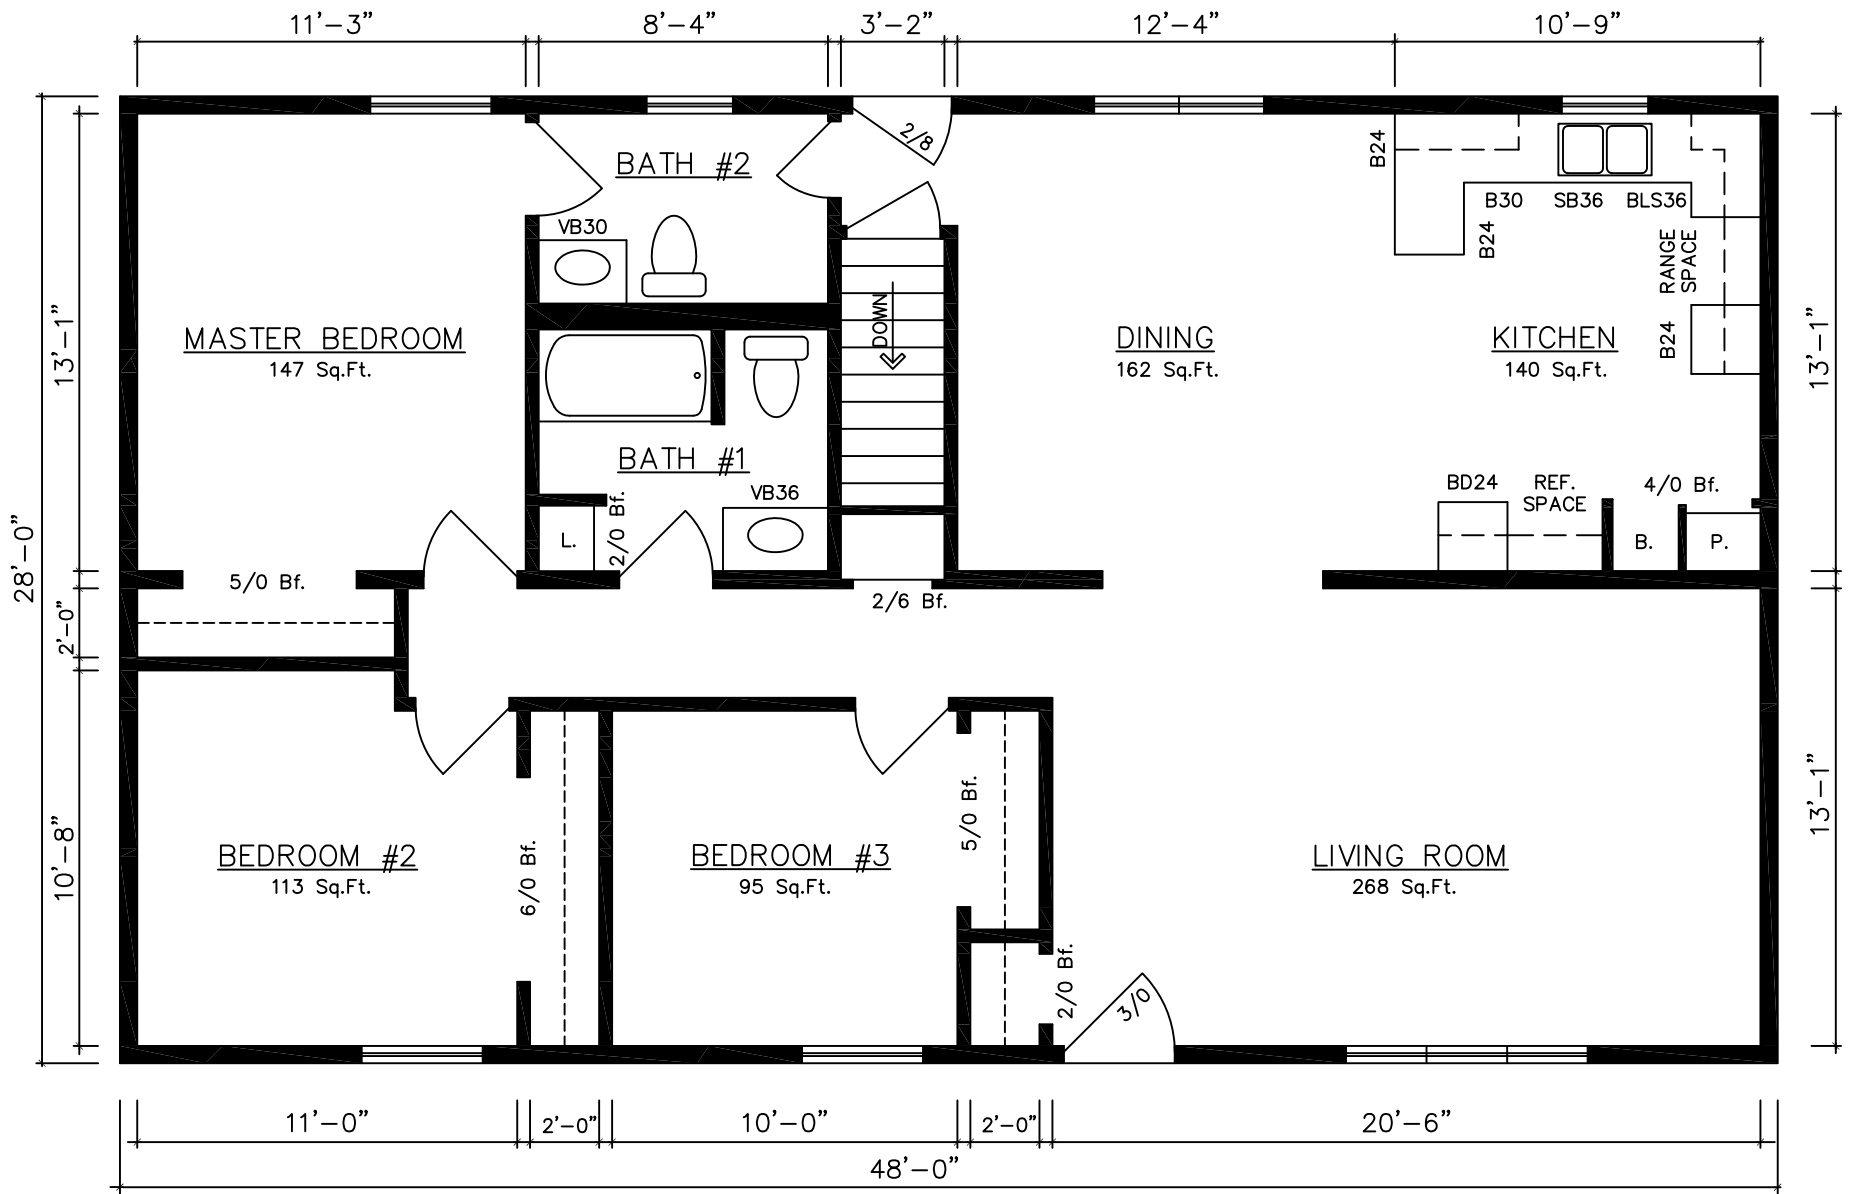 11'-3" 8'-4" 3'-2" 12'-4" 10'-9"
2/8
BATH #2
B24
B30 SB36 BLS36
VB30
B24
RANGE
SPACE
DOWN
MASTER BEDROOM
147 Sq.Ft.
DINING
162 Sq.Ft.
KITCHEN
140 Sq.Ft.
B24
13'-1"
13'-1"
BATH #1
VB36
2/0 Bf.
L.
BD24
REF.
SPACE
4/0 Bf.
B.
P.
28'-0"
5/0 Bf.
2/6 Bf.
2'-0"
10'-8"
BEDROOM #2
113 Sq.Ft.
6/0 Bf.
BEDROOM #3
95 Sq.Ft.
5/0 Bf.
LIVING ROOM
268 Sq.Ft.
13'-1"
2/0 Bf.
3/0
11'-0" 2'-0" 10'-0" 2'-0" 20'-6"
48'-0"